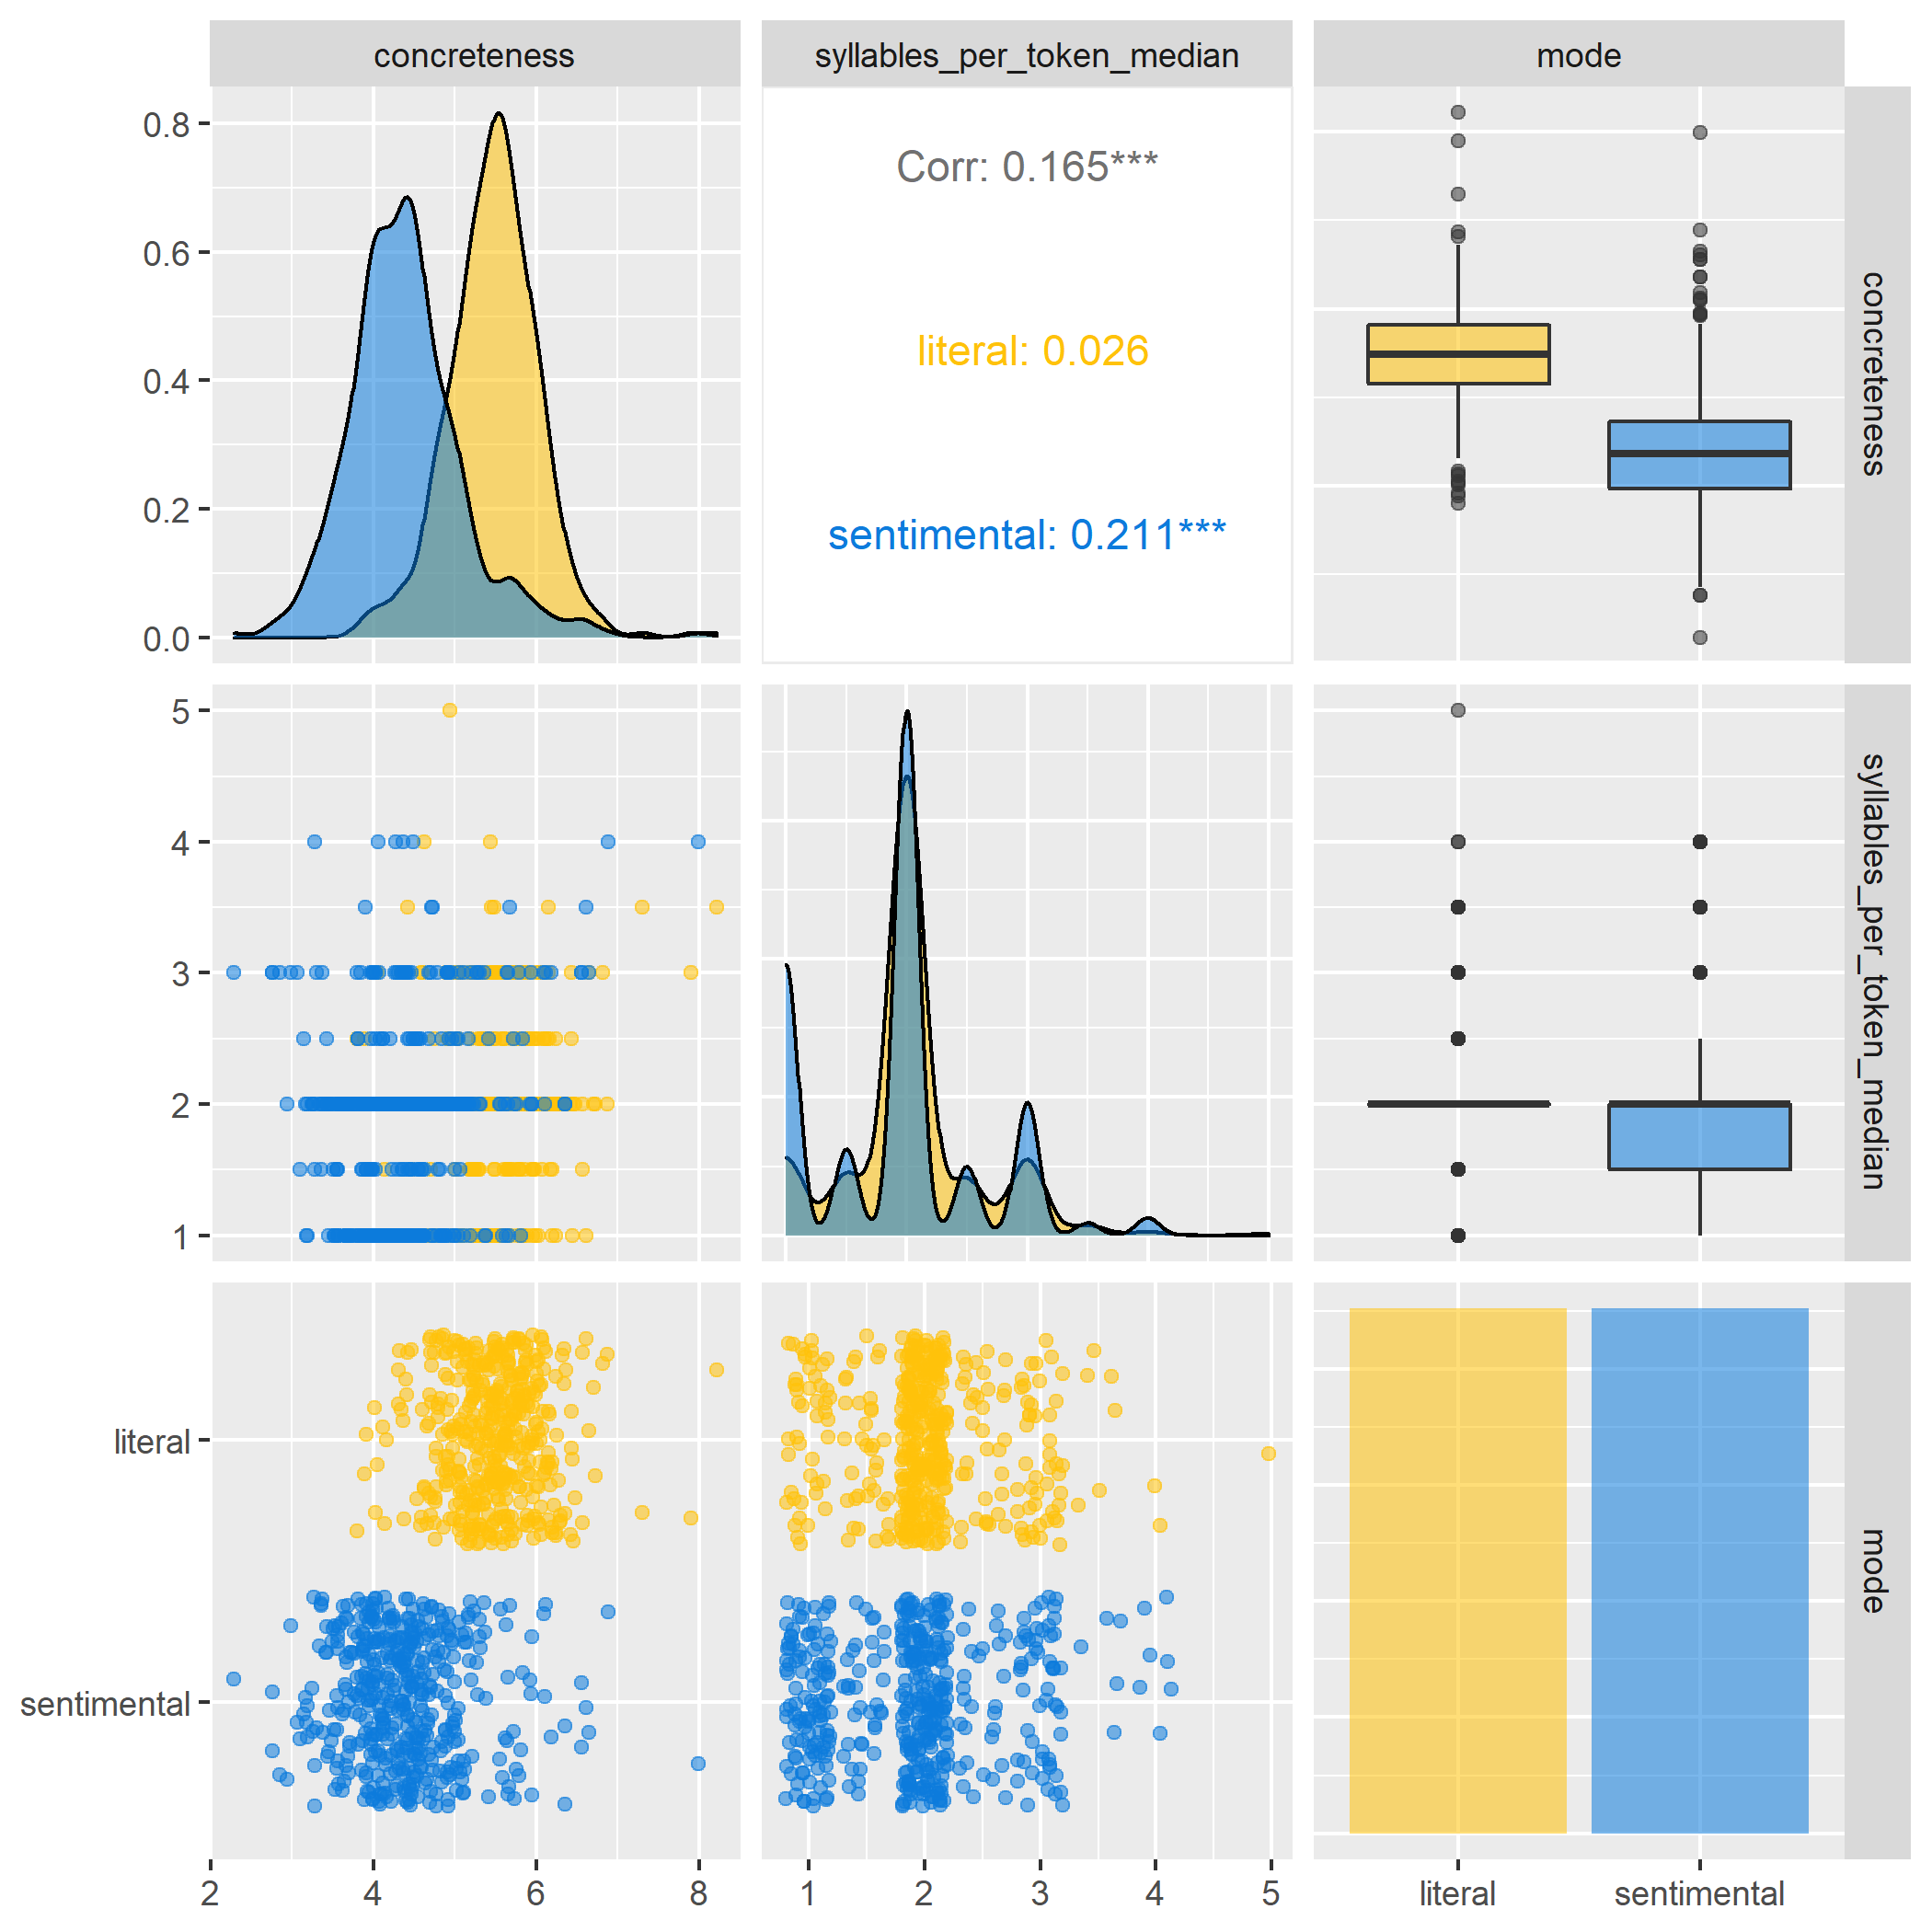 concreteness
syllables_per_token_median
mode
0.8
0.6
0.4
0.2
0.0
Corr: 0.165***
literal: 0.026
sentimental: 0.211***
concreteness
5
4
3
2
1
syllables_per_token_median
literal
sentimental
mode
2 4 6 8
1 2 3 4 5
literal sentimental